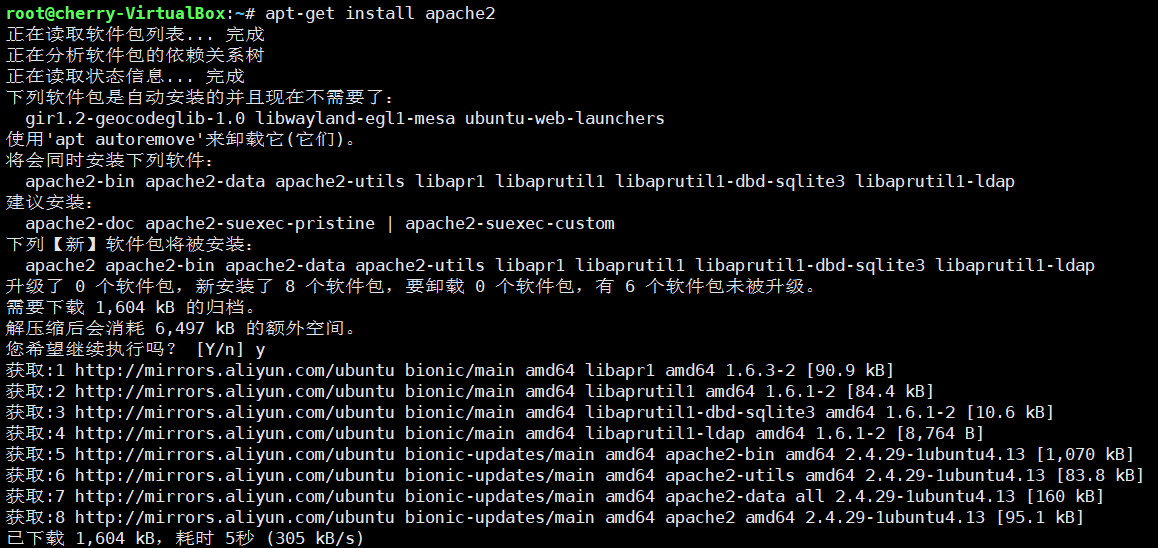 root@cherry-VirtualBox:~# apt-get install apache2
正在读取软件包列表... 完成
正在分析软件包的依赖关系树
正在读取状态信息... 完成
下列软件包是自动安装的并且现在不需要了：
  gir1.2-geocodeglib-1.0 libwayland-egl1-mesa ubuntu-web-launchers
使用'apt autoremove'来卸载它(它们)。
将会同时安装下列软件：
  apache2-bin apache2-data apache2-utils libapr1 libaprutil1 libaprutil1-dbd-sqlite3 libaprutil1-ldap
建议安装：
  apache2-doc apache2-suexec-pristine | apache2-suexec-custom
下列【新】软件包将被安装：
  apache2 apache2-bin apache2-data apache2-utils libapr1 libaprutil1 libaprutil1-dbd-sqlite3 libaprutil1-ldap
升级了 0 个软件包，新安装了 8 个软件包，要卸载 0 个软件包，有 6 个软件包未被升级。
需要下载 1,604 kB 的归档。
解压缩后会消耗 6,497 kB 的额外空间。
您希望继续执行吗？ [Y/n] y
获取:1 http://mirrors.aliyun.com/ubuntu bionic/main amd64 libapr1 amd64 1.6.3-2 [90.9 kB]
获取:2 http://mirrors.aliyun.com/ubuntu bionic/main amd64 libaprutil1 amd64 1.6.1-2 [84.4 kB]
获取:3 http://mirrors.aliyun.com/ubuntu bionic/main amd64 libaprutil1-dbd-sqlite3 amd64 1.6.1-2 [10.6 kB]
获取:4 http://mirrors.aliyun.com/ubuntu bionic/main amd64 libaprutil1-ldap amd64 1.6.1-2 [8,764 B]
获取:5 http://mirrors.aliyun.com/ubuntu bionic-updates/main amd64 apache2-bin amd64 2.4.29-1ubuntu4.13 [1,070 kB]
获取:6 http://mirrors.aliyun.com/ubuntu bionic-updates/main amd64 apache2-utils amd64 2.4.29-1ubuntu4.13 [83.8 kB]
获取:7 http://mirrors.aliyun.com/ubuntu bionic-updates/main amd64 apache2-data all 2.4.29-1ubuntu4.13 [160 kB]
获取:8 http://mirrors.aliyun.com/ubuntu bionic-updates/main amd64 apache2 amd64 2.4.29-1ubuntu4.13 [95.1 kB]
已下载 1,604 kB，耗时 5秒 (305 kB/s)